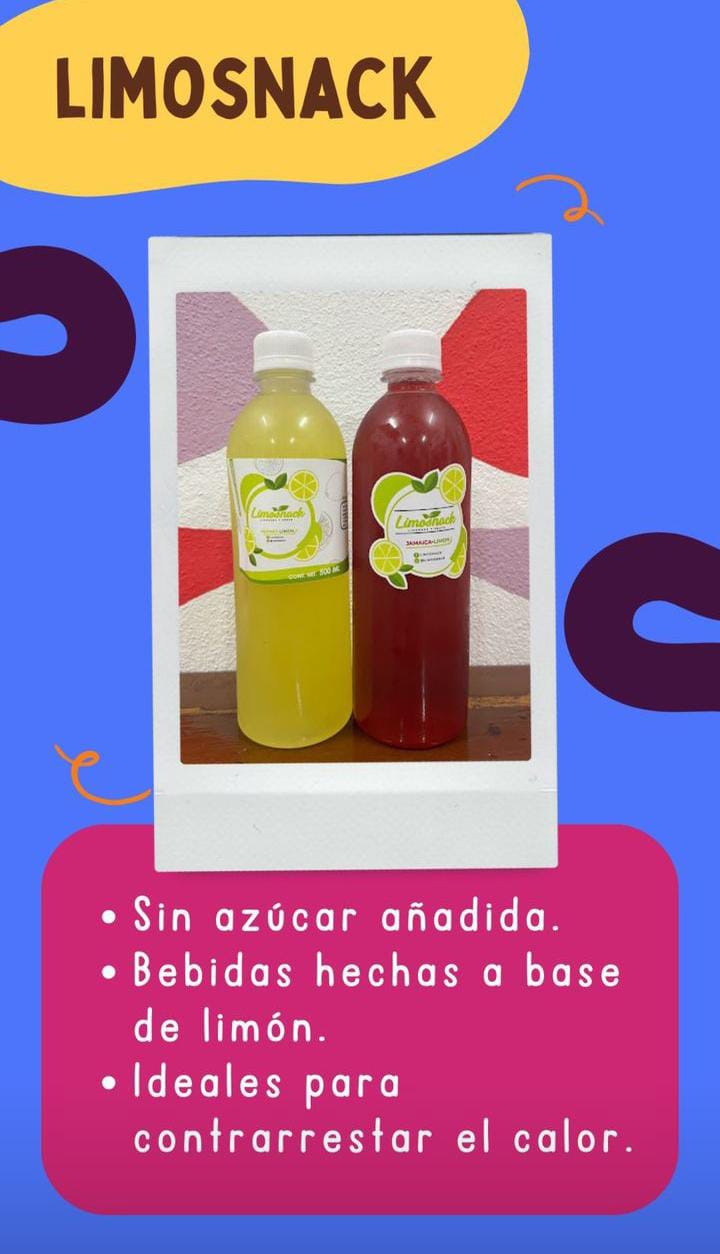 LIMOSNACK
Limosnack
CONT. NET. 500 ML
Limosnack
JAMAICA-LIMÓN
• Sin azúcar añadida.
• Bebidas hechas a base
de limón.
• Ideales para
contrarrestar el calor.